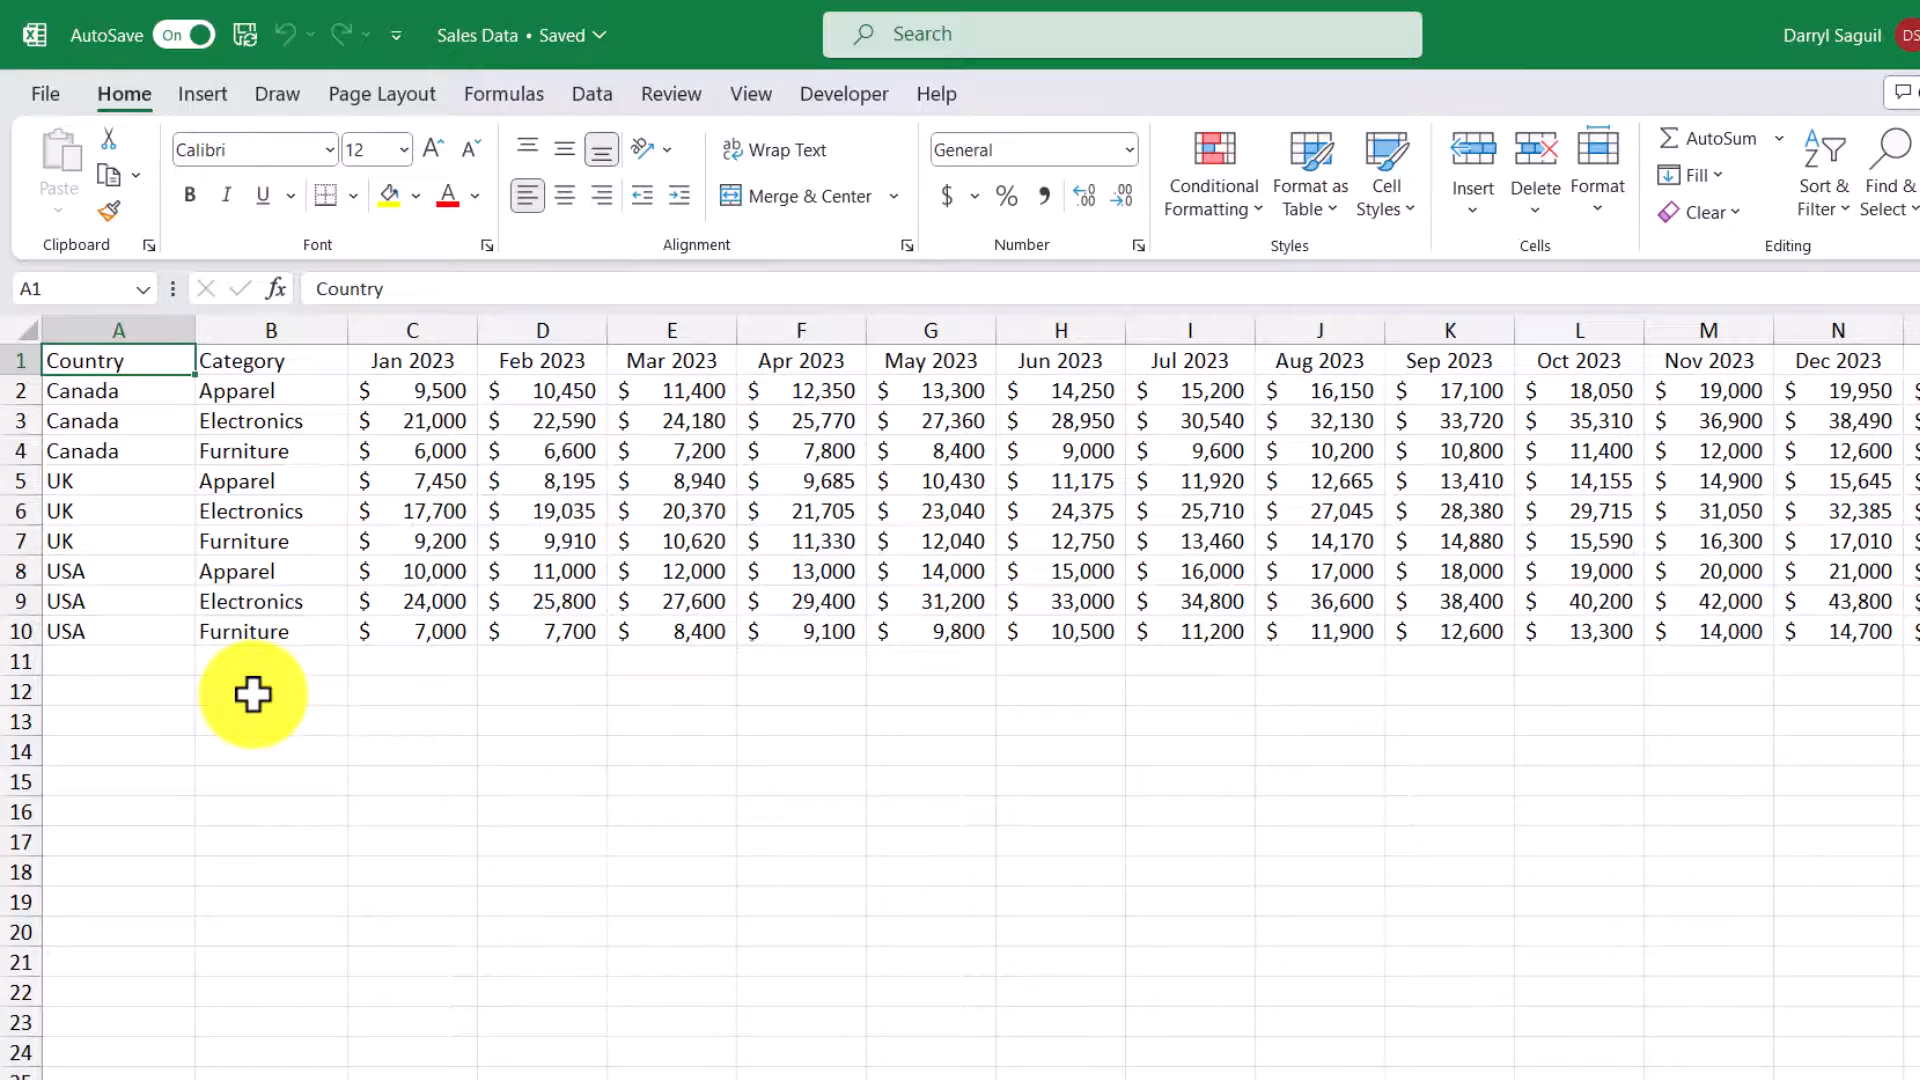 AutoSave On Sales Data • Saved Search Darryl Saguil DS
File Home Insert Draw Page Layout Formulas Data Review View Developer Help
Paste Calibri 12 Wrap Text General Conditional Formatting Format as Table Cell Styles Insert Delete Format AutoSum Fill Clear Sort & Filter Find & Select
B I U A Merge & Center $ % ,
Clipboard Font Alignment Number Styles Cells Editing
A1 fx Country
A B C D E F G H I J K L M N
1 Country Category Jan 2023 Feb 2023 Mar 2023 Apr 2023 May 2023 Jun 2023 Jul 2023 Aug 2023 Sep 2023 Oct 2023 Nov 2023 Dec 2023
2 Canada Apparel $ 9,500 $ 10,450 $ 11,400 $ 12,350 $ 13,300 $ 14,250 $ 15,200 $ 16,150 $ 17,100 $ 18,050 $ 19,000 $ 19,950
3 Canada Electronics $ 21,000 $ 22,590 $ 24,180 $ 25,770 $ 27,360 $ 28,950 $ 30,540 $ 32,130 $ 33,720 $ 35,310 $ 36,900 $ 38,490
4 Canada Furniture $ 6,000 $ 6,600 $ 7,200 $ 7,800 $ 8,400 $ 9,000 $ 9,600 $ 10,200 $ 10,800 $ 11,400 $ 12,000 $ 12,600
5 UK Apparel $ 7,450 $ 8,195 $ 8,940 $ 9,685 $ 10,430 $ 11,175 $ 11,920 $ 12,665 $ 13,410 $ 14,155 $ 14,900 $ 15,645
6 UK Electronics $ 17,700 $ 19,035 $ 20,370 $ 21,705 $ 23,040 $ 24,375 $ 25,710 $ 27,045 $ 28,380 $ 29,715 $ 31,050 $ 32,385
7 UK Furniture $ 9,200 $ 9,910 $ 10,620 $ 11,330 $ 12,040 $ 12,750 $ 13,460 $ 14,170 $ 14,880 $ 15,590 $ 16,300 $ 17,010
8 USA Apparel $ 10,000 $ 11,000 $ 12,000 $ 13,000 $ 14,000 $ 15,000 $ 16,000 $ 17,000 $ 18,000 $ 19,000 $ 20,000 $ 21,000
9 USA Electronics $ 24,000 $ 25,800 $ 27,600 $ 29,400 $ 31,200 $ 33,000 $ 34,800 $ 36,600 $ 38,400 $ 40,200 $ 42,000 $ 43,800
10 USA Furniture $ 7,000 $ 7,700 $ 8,400 $ 9,100 $ 9,800 $ 10,500 $ 11,200 $ 11,900 $ 12,600 $ 13,300 $ 14,000 $ 14,700
11
12
13
14
15
16
17
18
19
20
21
22
23
24